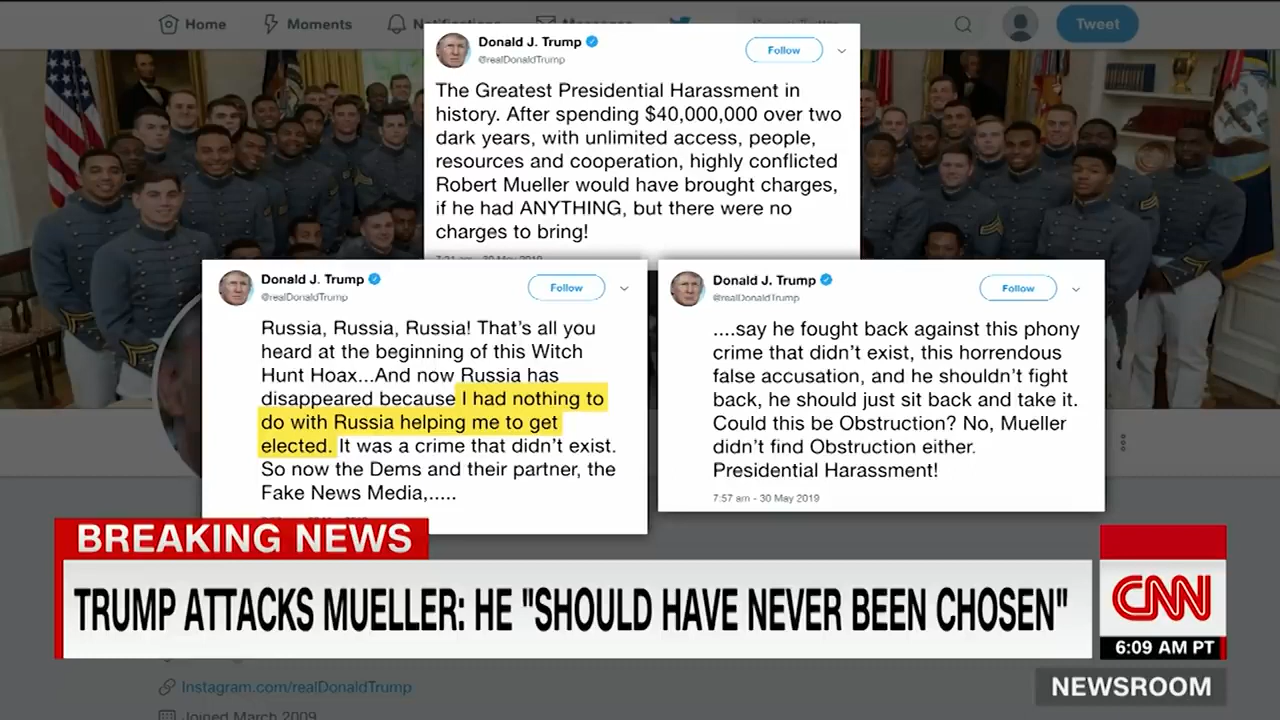 Home
Moments
Notifications
Messages
Tweet
Donald J. Trump
@realDonaldTrump
Follow
The Greatest Presidential Harassment in
history. After spending $40,000,000 over two
dark years, with unlimited access, people,
resources and cooperation, highly conflicted
Robert Mueller would have brought charges,
if he had ANYTHING, but there were no
charges to bring!
Donald J. Trump
@realDonaldTrump
Follow
Russia, Russia, Russia! That's all you
heard at the beginning of this Witch
Hunt Hoax...And now Russia has
disappeared because I had nothing to
do with Russia helping me to get
elected. It was a crime that didn't exist.
So now the Dems and their partner, the
Fake News Media,.....
Donald J. Trump
@realDonaldTrump
Follow
....say he fought back against this phony
crime that didn't exist, this horrendous
false accusation, and he shouldn't fight
back, he should just sit back and take it.
Could this be Obstruction? No, Mueller
didn't find Obstruction either.
Presidential Harassment!
7:57 am - 30 May 2019
BREAKING NEWS
TRUMP ATTACKS MUELLER: HE "SHOULD HAVE NEVER BEEN CHOSEN"
CNN
6:09 AM PT
NEWSROOM
Instagram.com/realDonaldTrump
Joined March 2009